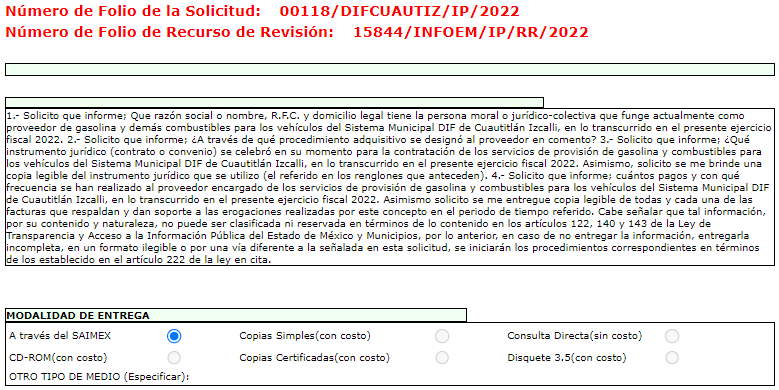 Número de Folio de la Solicitud: 00118/DIFCUAUTIZ/IP/2022
Número de Folio de Recurso de Revisión: 15844/INFOEM/IP/RR/2022
1.- Solicito que informe; Que razón social o nombre, R.F.C. y domicilio legal tiene la persona moral o jurídico-colectiva que funge actualmente como
proveedor de gasolina y demás combustibles para los vehículos del Sistema Municipal DIF de Cuautitlán Izcalli, en lo transcurrido en el presente ejercicio
fiscal 2022. 2.- Solicito que informe; ¿A través de qué procedimiento adquisitivo se designó al proveedor en comento? 3.- Solicito que informe; ¿Qué
instrumento jurídico (contrato o convenio) se celebró en su momento para la contratación de los servicios de provisión de gasolina y combustibles para
los vehículos del Sistema Municipal DIF de Cuautitlán Izcalli, en lo transcurrido en el presente ejercicio fiscal 2022. Asimismo, solicito se me brinde una
copia legible del instrumento jurídico que se utilizo (el referido en los renglones que anteceden). 4.- Solicito que informe; cuántos pagos y con qué
frecuencia se han realizado al proveedor encargado de los servicios de provisión de gasolina y combustibles para los vehículos del Sistema Municipal DIF
de Cuautitlán Izcalli, en lo transcurrido en el presente ejercicio fiscal 2022. Asimismo solicito se me entregue copia legible de todas y cada una de las
facturas que respaldan y dan soporte a las erogaciones realizadas por este concepto en el periodo de tiempo referido. Cabe señalar que tal información,
por su contenido y naturaleza, no puede ser clasificada ni reservada en términos de lo contenido en los artículos 122, 140 y 143 de la Ley de
Transparencia y Acceso a la Información Pública del Estado de México y Municipios, por lo anterior, en caso de no entregar la información, entregarla
incompleta, en un formato ilegible o por una vía diferente a la señalada en esta solicitud, se iniciarán los procedimientos correspondientes en términos
de los establecido en el artículo 222 de la ley en cita.
MODALIDAD DE ENTREGA
A través del SAIMEX Copias Simples(con costo) Consulta Directa(sin costo)
CD-ROM(con costo) Copias Certificadas(con costo) Disquete 3.5(con costo)
OTRO TIPO DE MEDIO (Especificar):